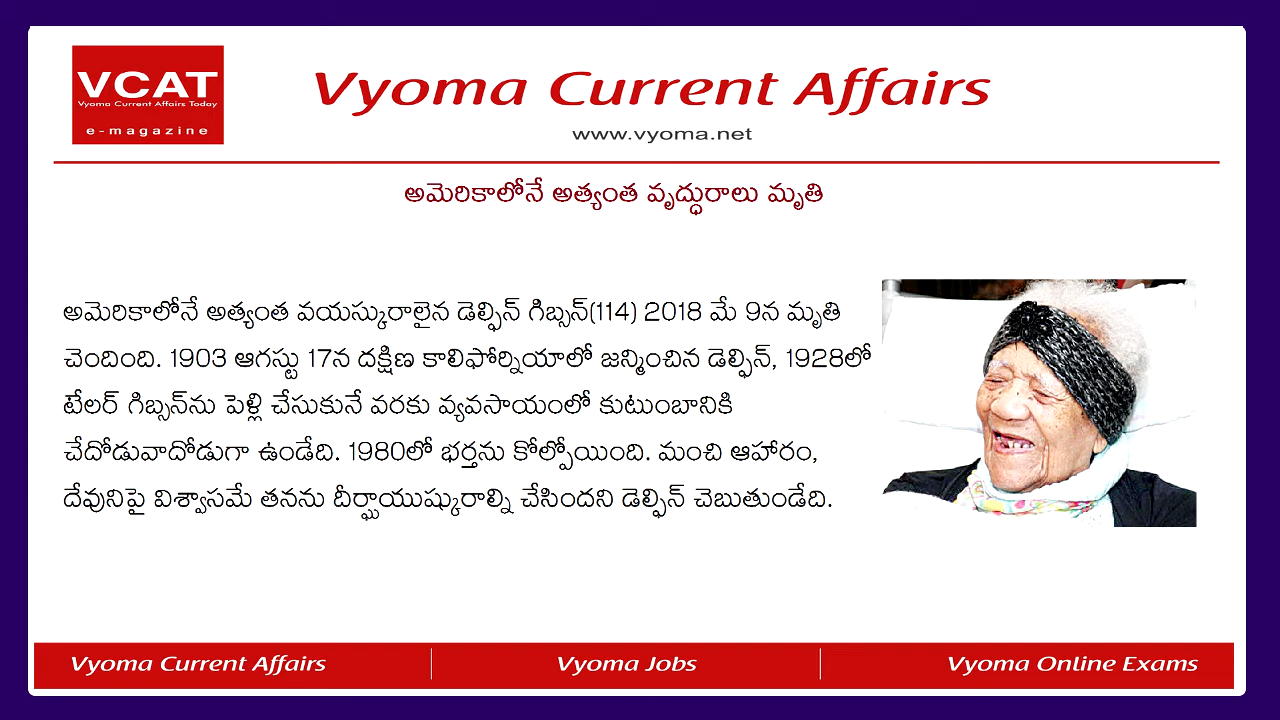 VCAT
Vyoma Current Affairs Today
e-magazine
Vyoma Current Affairs
www.vyoma.net
అమెరికాలోనే అత్యంత వృద్ధురాలు మృతి
అమెరికాలోనే అత్యంత వయస్కురాలైన డెల్ఫిన్ గిబ్సన్(114) 2018 మే 9న మృతి
చెందింది. 1903 ఆగస్టు 17న దక్షిణ కాలిఫోర్నియాలో జన్మించిన డెల్ఫిన్, 1928లో
టేలర్ గిబ్సన్‌ను పెళ్లి చేసుకునే వరకు వ్యవసాయంలో కుటుంబానికి
చేదోడువాదోడుగా ఉండేది. 1980లో భర్తను కోల్పోయింది. మంచి ఆహారం,
దేవునిపై విశ్వాసమే తనను దీర్ఘాయుష్కురాల్ని చేసిందని డెల్ఫిన్ చెబుతుండేది.
Vyoma Current Affairs
Vyoma Jobs
Vyoma Online Exams